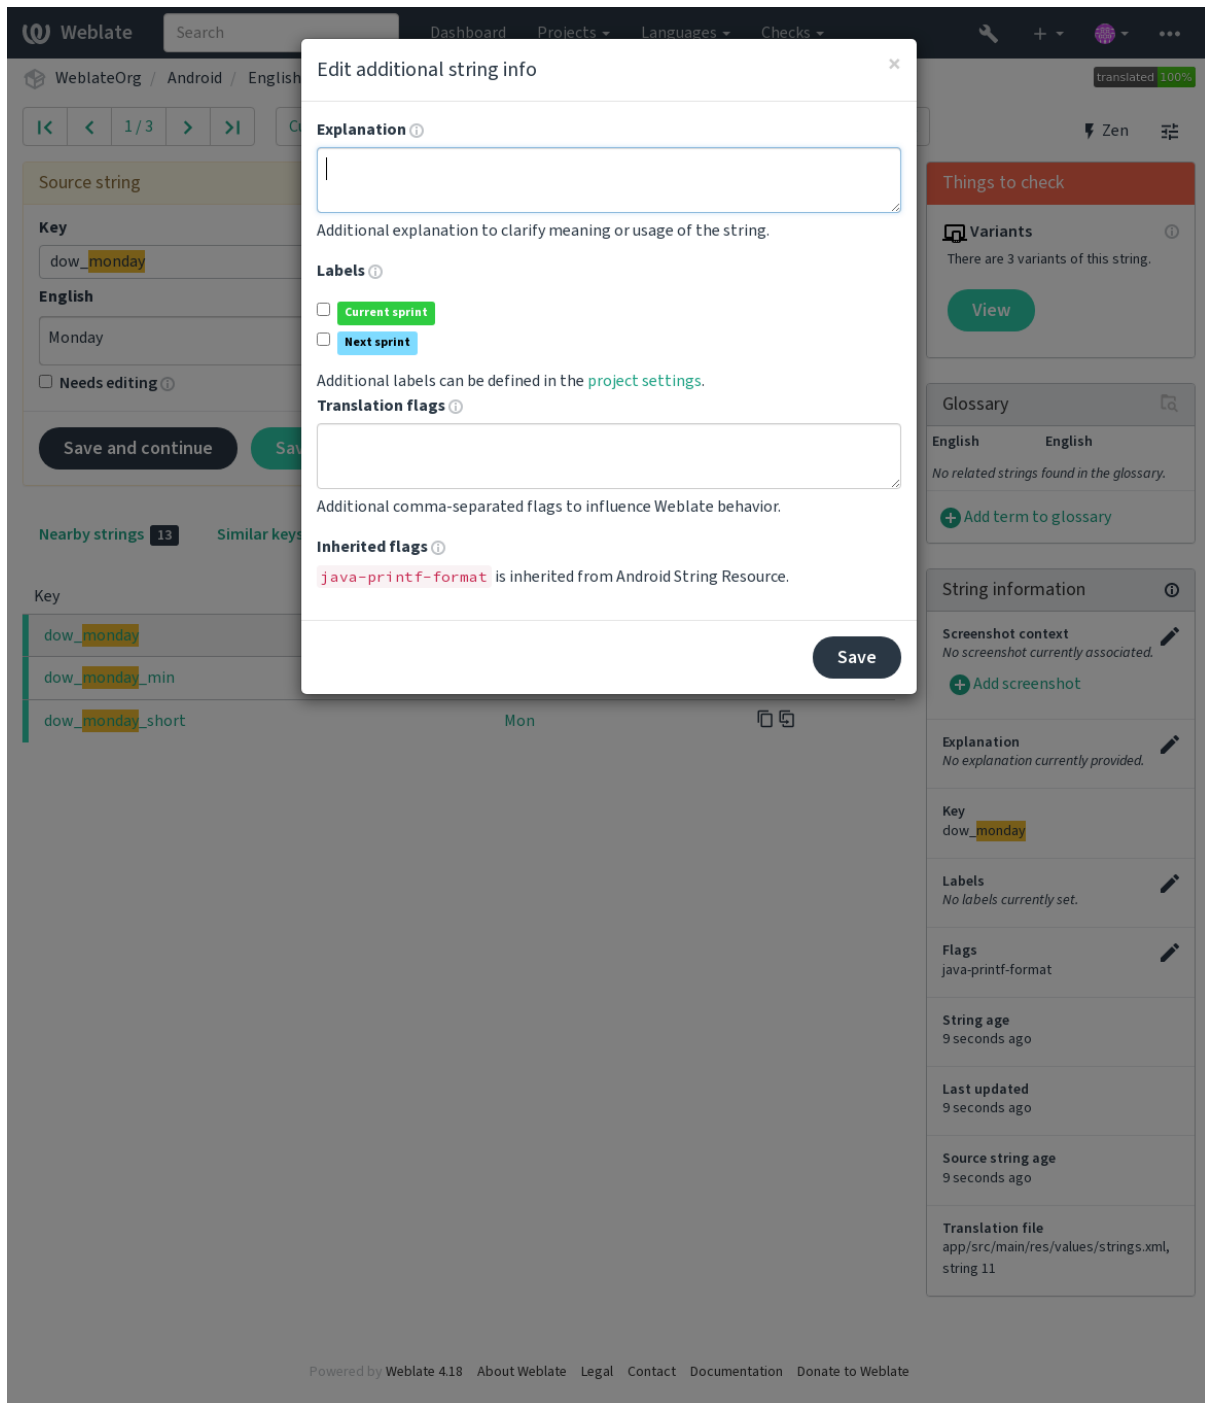 Weblate
Search
Dashboard
Projects
Languages
Checks
WeblateOrg / Android / English
translated 100%
1 / 3
Zen
Edit additional string info
×
Explanation
Additional explanation to clarify meaning or usage of the string.
Labels
Current sprint
Next sprint
Additional labels can be defined in the project settings.
Translation flags
Additional comma-separated flags to influence Weblate behavior.
Inherited flags
java-printf-format is inherited from Android String Resource.
Save
Source string
Key
dow_monday
English
Monday
Needs editing
Save and continue
Nearby strings 13
Similar keys
Key
dow_monday
dow_monday_min
dow_monday_short
Mon
Things to check
Variants
There are 3 variants of this string.
View
Glossary
English English
No related strings found in the glossary.
Add term to glossary
String information
Screenshot context
No screenshot currently associated.
Add screenshot
Explanation
No explanation currently provided.
Key
dow_monday
Labels
No labels currently set.
Flags
java-printf-format
String age
9 seconds ago
Last updated
9 seconds ago
Source string age
9 seconds ago
Translation file
app/src/main/res/values/strings.xml,
string 11
Powered by Weblate 4.18 About Weblate Legal Contact Documentation Donate to Weblate